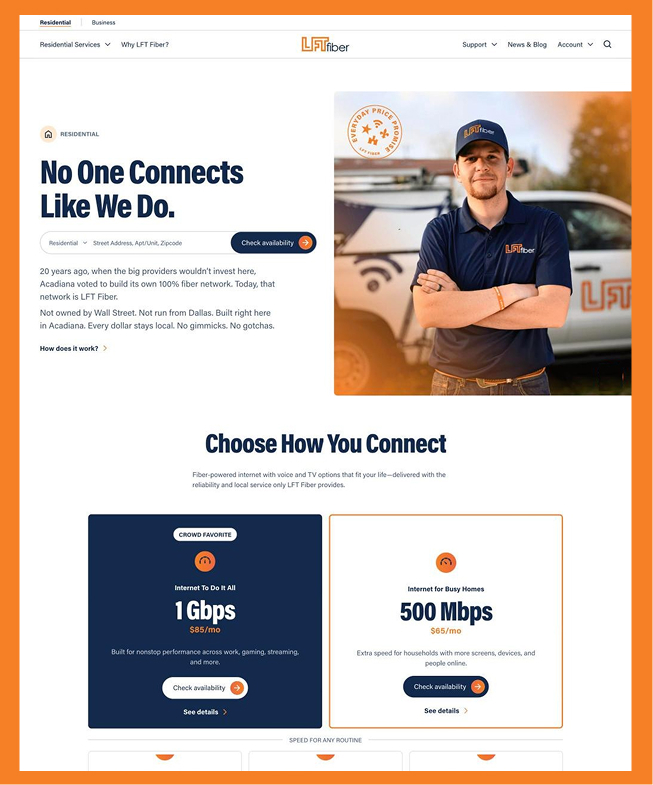 Residential
Business
Residential Services
Why LFT Fiber?
LFT fiber
Support
News & Blog
Account
RESIDENTIAL
No One Connects
Like We Do.
Residential
Street Address, Apt/Unit, Zipcode
Check availability
20 years ago, when the big providers wouldn't invest here,
Acadiana voted to build its own 100% fiber network. Today, that
network is LFT Fiber.
Not owned by Wall Street. Not run from Dallas. Built right here
in Acadiana. Every dollar stays local. No gimmicks. No gotchas.
How does it work?
EVERYDAY PRICE PROMISE
LFT FIBER
LFT fiber
LFT fiber
LFT
Choose How You Connect
Fiber-powered internet with voice and TV options that fit your life—delivered with the
reliability and local service only LFT Fiber provides.
CROWD FAVORITE
Internet To Do It All
1 Gbps
$85/mo
Built for nonstop performance across work, gaming, streaming,
and more.
Check availability
See details
Internet for Busy Homes
500 Mbps
$65/mo
Extra speed for households with more screens, devices, and
people online.
Check availability
See details
SPEED FOR ANY ROUTINE